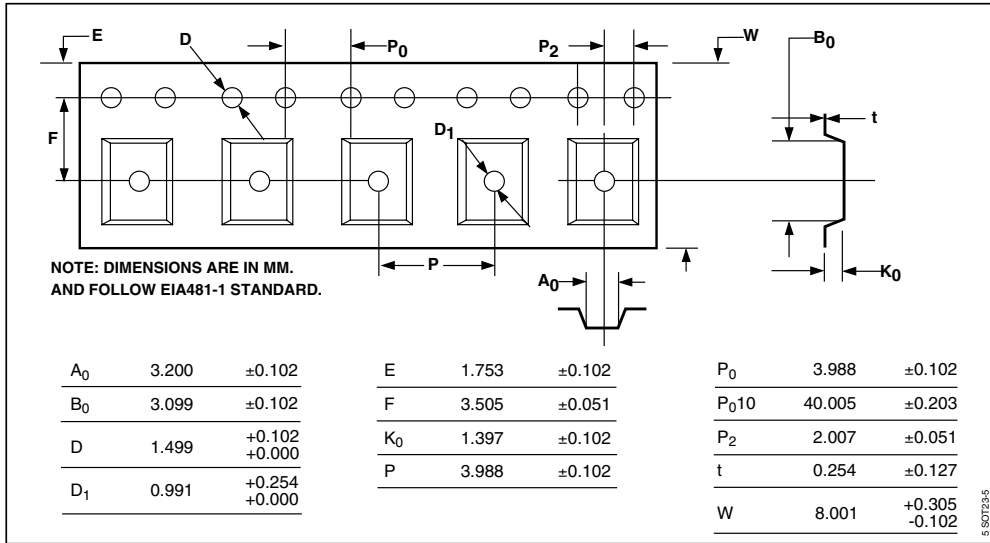 E
D
P0
P2
W
B0
t
F
D1
P
A0
K0
NOTE: DIMENSIONS ARE IN MM.
AND FOLLOW EIA481-1 STANDARD.
A0 3.200 ±0.102
B0 3.099 ±0.102
D 1.499 +0.102 +0.000
D1 0.991 +0.254 +0.000
E 1.753 ±0.102
F 3.505 ±0.051
K0 1.397 ±0.102
P 3.988 ±0.102
P0 3.988 ±0.102
P010 40.005 ±0.203
P2 2.007 ±0.051
t 0.254 ±0.127
W 8.001 +0.305 -0.102
5 SOT23-5